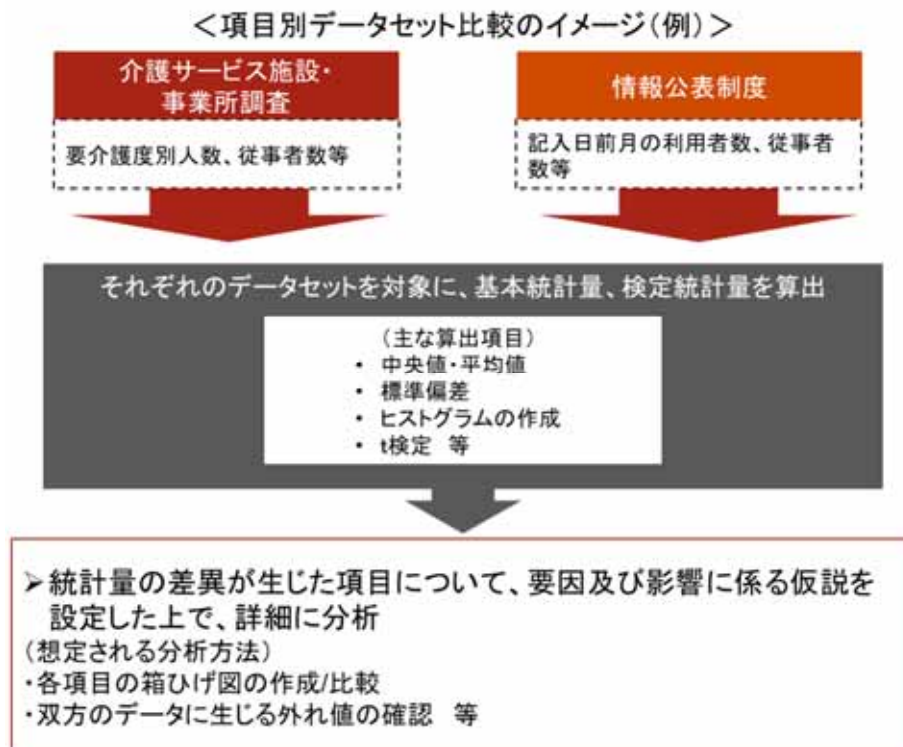 ＜項目別データセット比較のイメージ（例）＞
介護サービス施設・
事業所調査
情報公表制度
要介護度別人数、従事者数等
記入日前月の利用者数、従事者
数等
それぞれのデータセットを対象に、基本統計量、検定統計量を算出
（主な算出項目）
・ 中央値・平均値
・ 標準偏差
・ ヒストグラムの作成
・ t検定　等
➢統計量の差異が生じた項目について、要因及び影響に係る仮説を
設定した上で、詳細に分析
（想定される分析方法）
・各項目の箱ひげ図の作成/比較
・双方のデータに生じる外れ値の確認　等